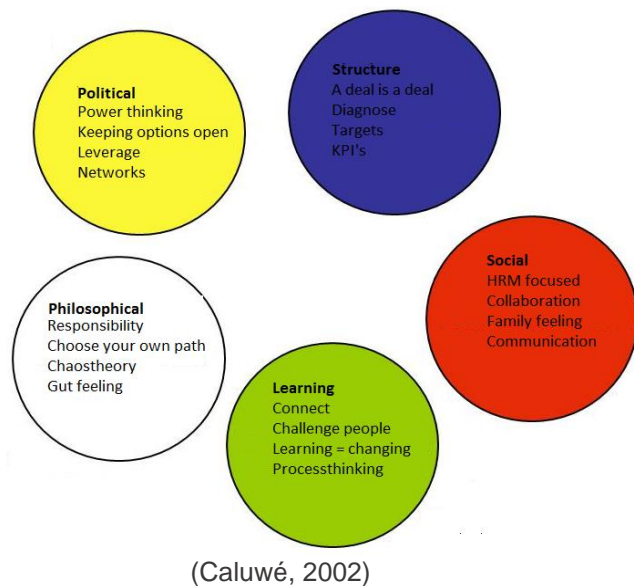 Political
Power thinking
Keeping options open
Leverage
Networks
Structure
A deal is a deal
Diagnose
Targets
KPI's
Social
HRM focused
Collaboration
Family feeling
Communication
Philosophical
Responsibility
Choose your own path
Chaostheory
Gut feeling
Learning
Connect
Challenge people
Learning = changing
Processthinking
(Caluwé, 2002)